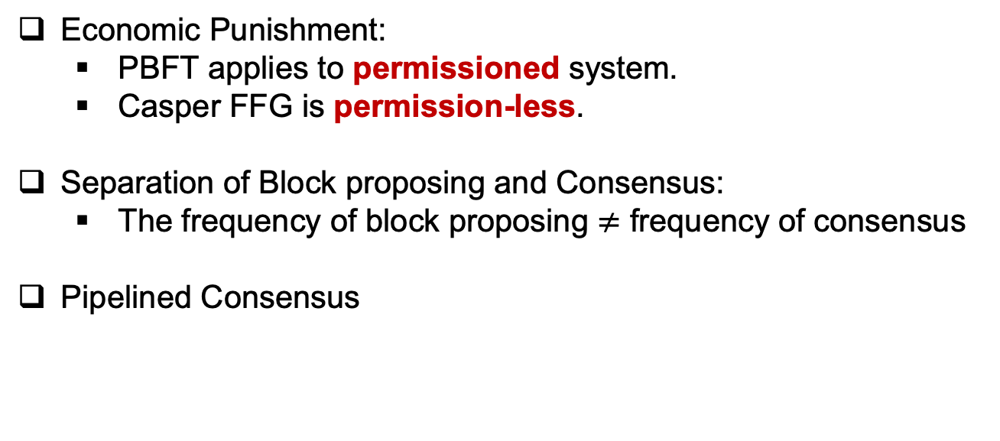 ❑ Economic Punishment:
▪ PBFT applies to permissioned system.
▪ Casper FFG is permission-less.
❑ Separation of Block proposing and Consensus:
▪ The frequency of block proposing ≠ frequency of consensus
❑ Pipelined Consensus